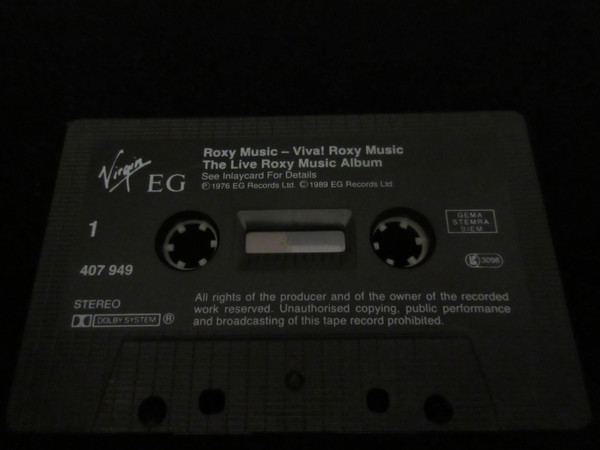 Roxy Music – Viva! Roxy Music
The Live Roxy Music Album
See Inlaycard For Details
℗1976 EG Records Ltd. ©1989 EG Records Ltd.
Virgin EG
1
407 949
GEMA
STEMRA
BIEM
LC 3098
STEREO
DOLBY SYSTEM ®
All rights of the producer and of the owner of the recorded
work reserved. Unauthorised copying, public performance
and broadcasting of this tape record prohibited.